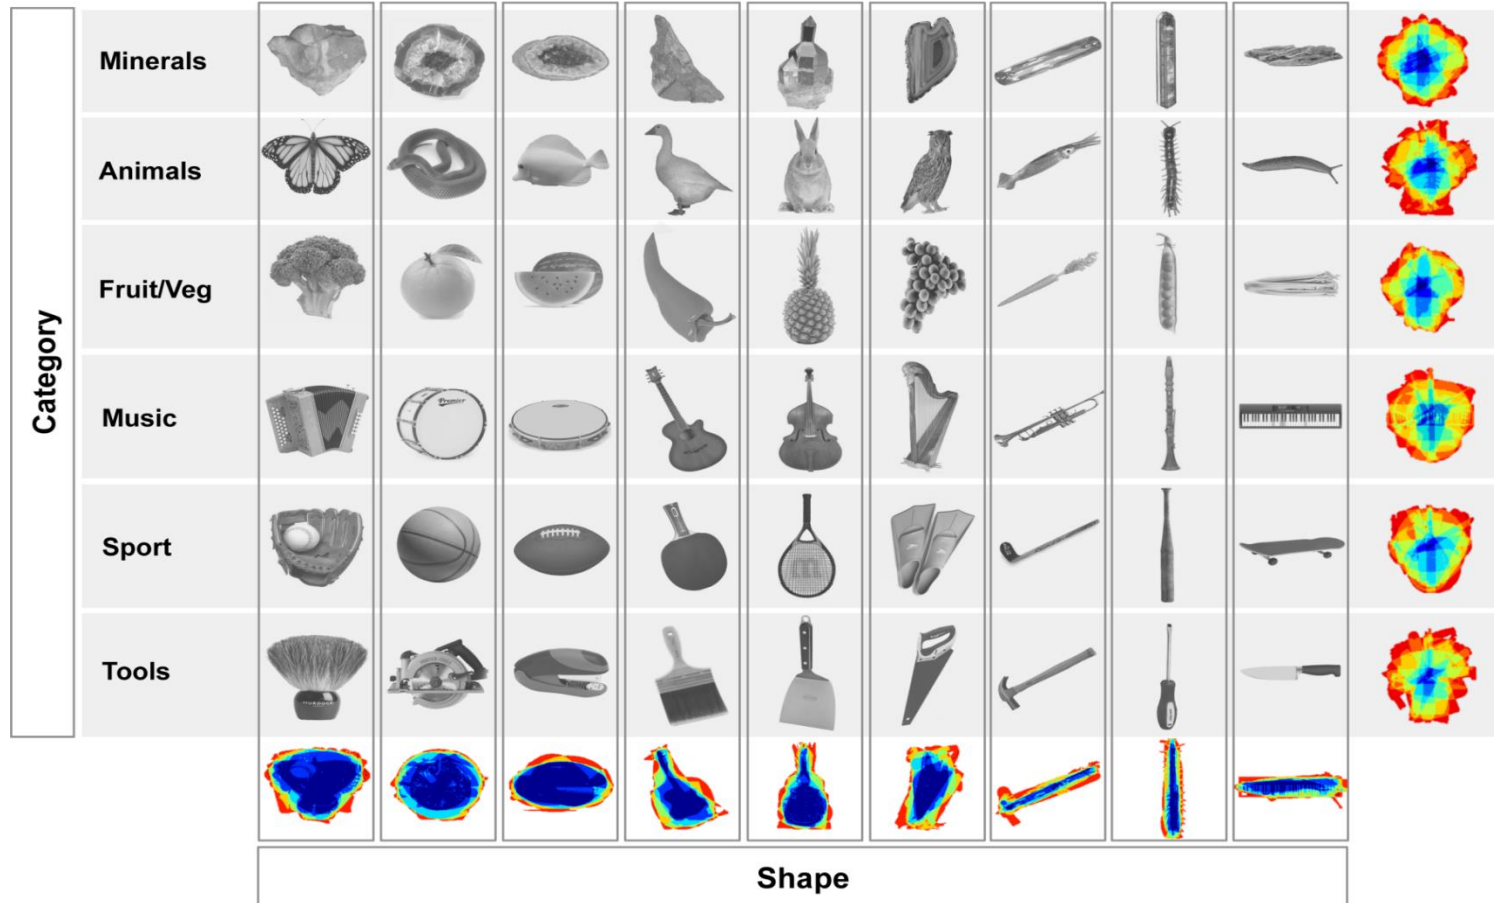 Category
Minerals
Animals
Fruit/Veg
Music
Premier
Sport
Tools
Shape